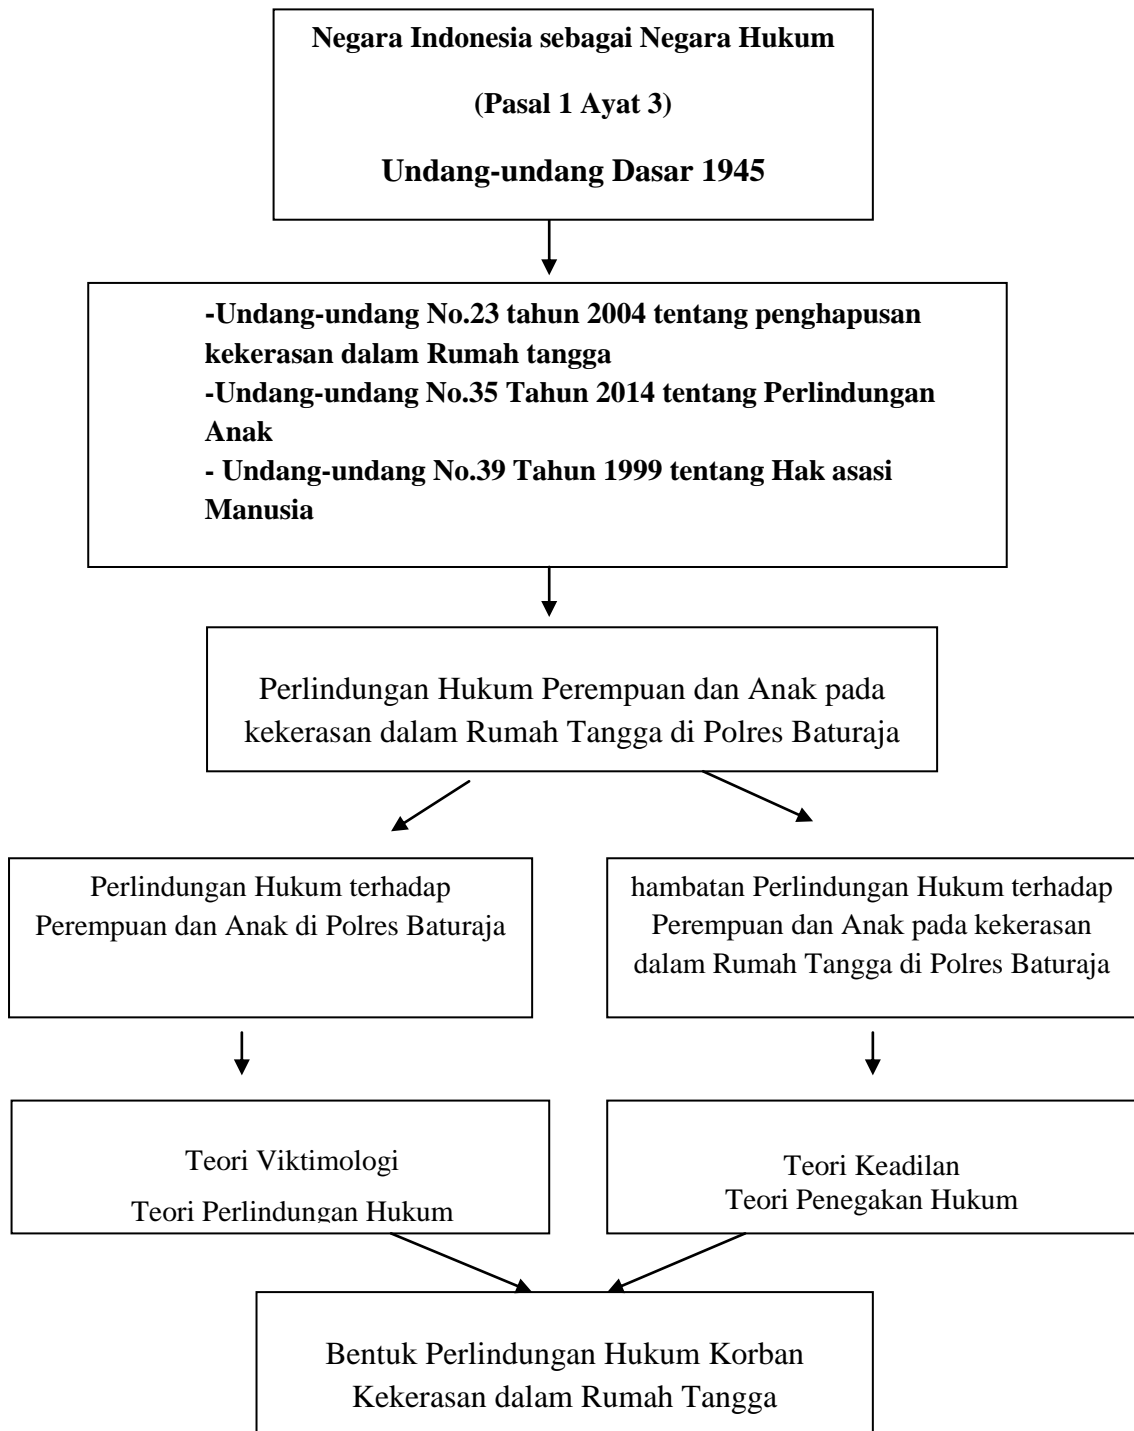 Negara Indonesia sebagai Negara Hukum
(Pasal 1 Ayat 3)
Undang-undang Dasar 1945
-Undang-undang No.23 tahun 2004 tentang penghapusan
kekerasan dalam Rumah tangga
-Undang-undang No.35 Tahun 2014 tentang Perlindungan
Anak
- Undang-undang No.39 Tahun 1999 tentang Hak asasi
Manusia
Perlindungan Hukum Perempuan dan Anak pada
kekerasan dalam Rumah Tangga di Polres Baturaja
Perlindungan Hukum terhadap
Perempuan dan Anak di Polres Baturaja
hambatan Perlindungan Hukum terhadap
Perempuan dan Anak pada kekerasan
dalam Rumah Tangga di Polres Baturaja
Teori Viktimologi
Teori Perlindungan Hukum
Teori Keadilan
Teori Penegakan Hukum
Bentuk Perlindungan Hukum Korban
Kekerasan dalam Rumah Tangga